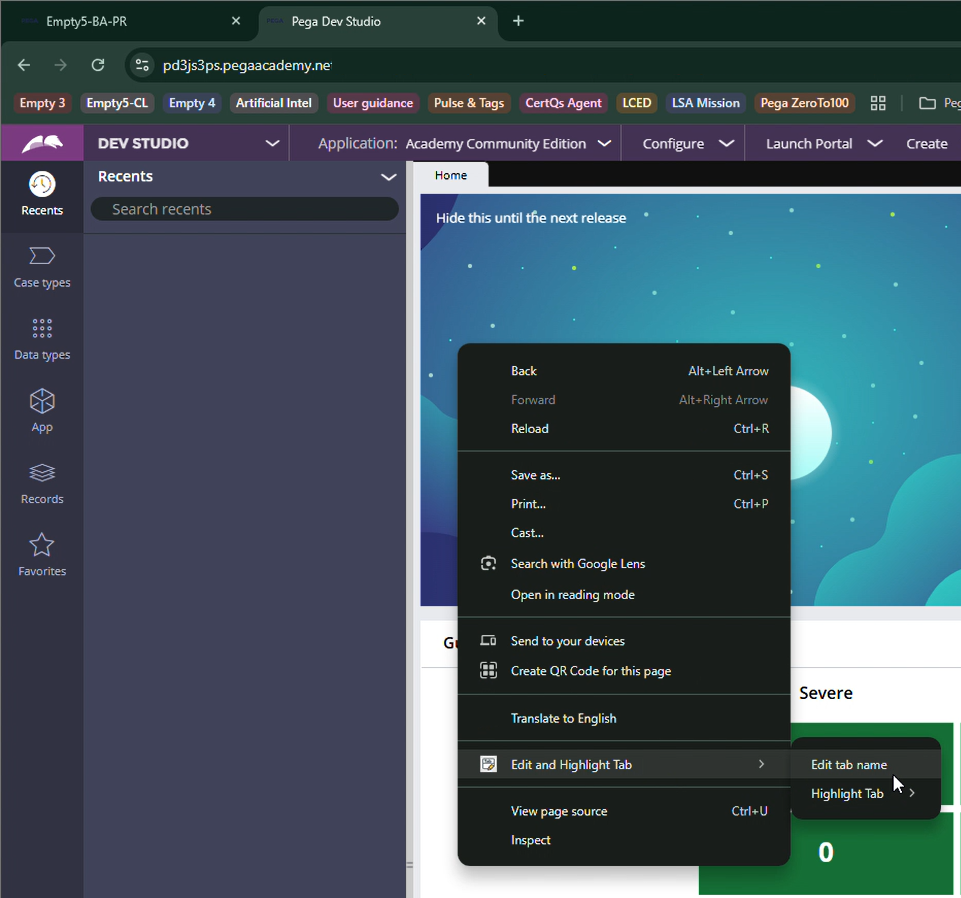 Empty5-BA-PR
Pega Dev Studio
pd3js3ps.pegaacademy.net
Empty 3 Empty5-CL Empty 4 Artificial Intel User guidance Pulse & Tags CertQs Agent LCED LSA Mission Pega ZeroTo100
DEV STUDIO Application: Academy Community Edition Configure Launch Portal Create
Recents
Search recents
Recents
Case types
Data types
App
Records
Favorites
Home
Hide this until the next release
Back Alt+Left Arrow
Forward Alt+Right Arrow
Reload Ctrl+R
Save as... Ctrl+S
Print... Ctrl+P
Cast...
Search with Google Lens
Open in reading mode
Send to your devices
Create QR Code for this page
Translate to English
Edit and Highlight Tab
View page source Ctrl+U
Inspect
Edit tab name
Highlight Tab
Severe
0